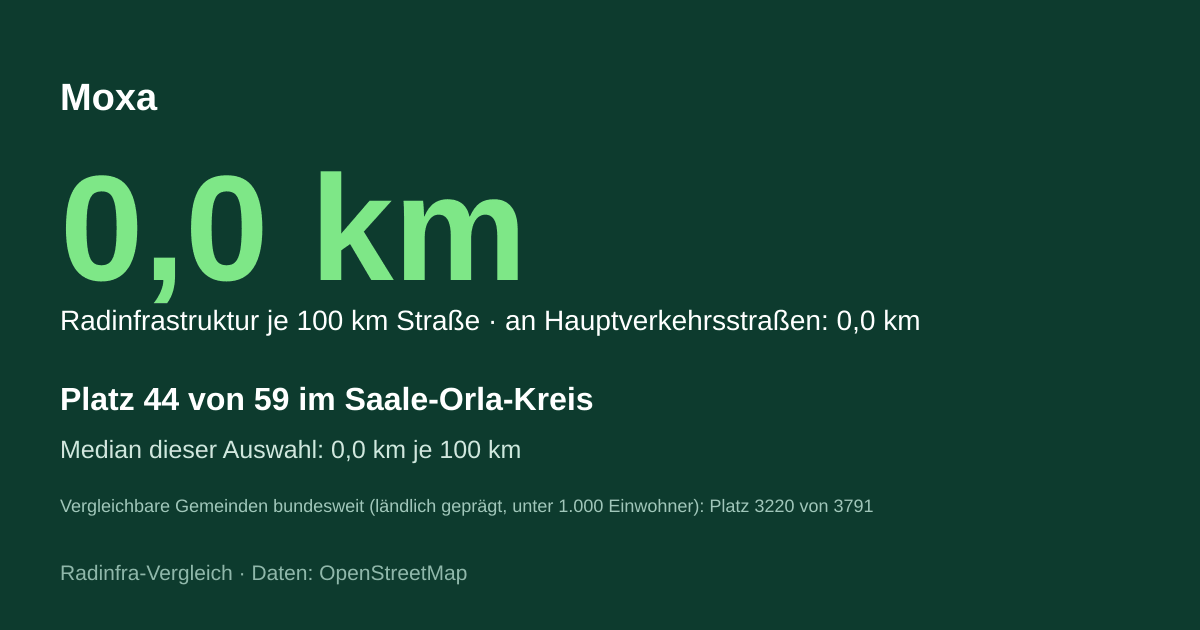 Moxa
0,0 km
Radinfrastruktur je 100 km Straße · an Hauptverkehrsstraßen: 0,0 km
Platz 44 von 59 im Saale-Orla-Kreis
Median dieser Auswahl: 0,0 km je 100 km
Vergleichbare Gemeinden bundesweit (ländlich geprägt, unter 1.000 Einwohner): Platz 3220 von 3791
Radinfra-Vergleich · Daten: OpenStreetMap